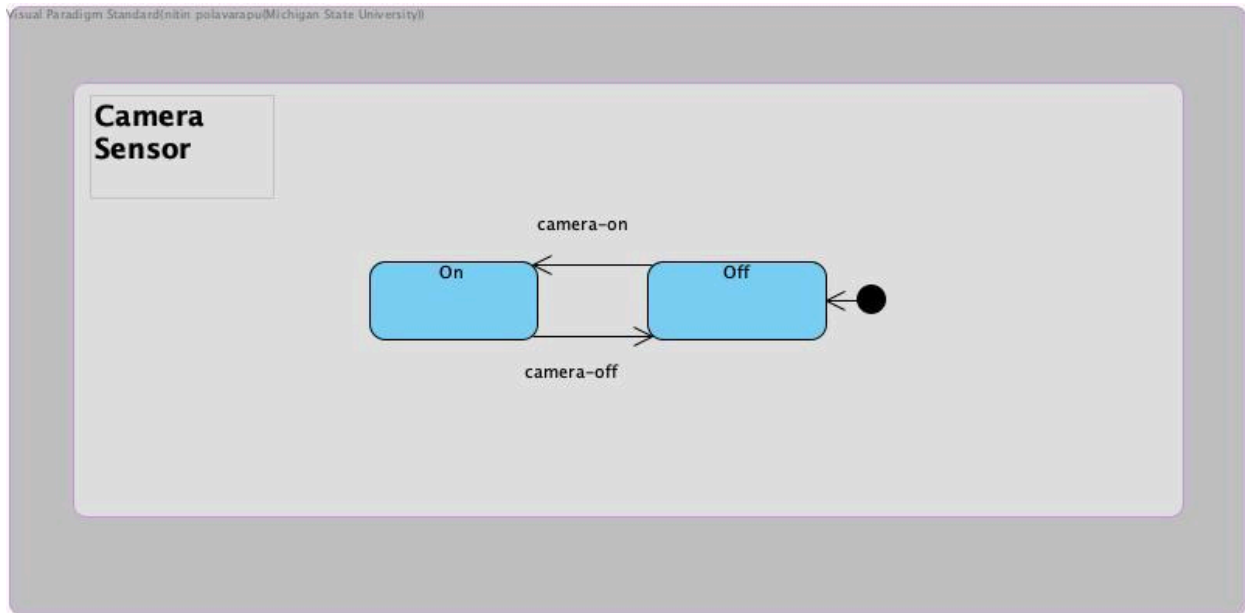 Visual Paradigm Standard(nitin polavarapu(Michigan State University))
Camera
Sensor
camera-on
On
Off
camera-off